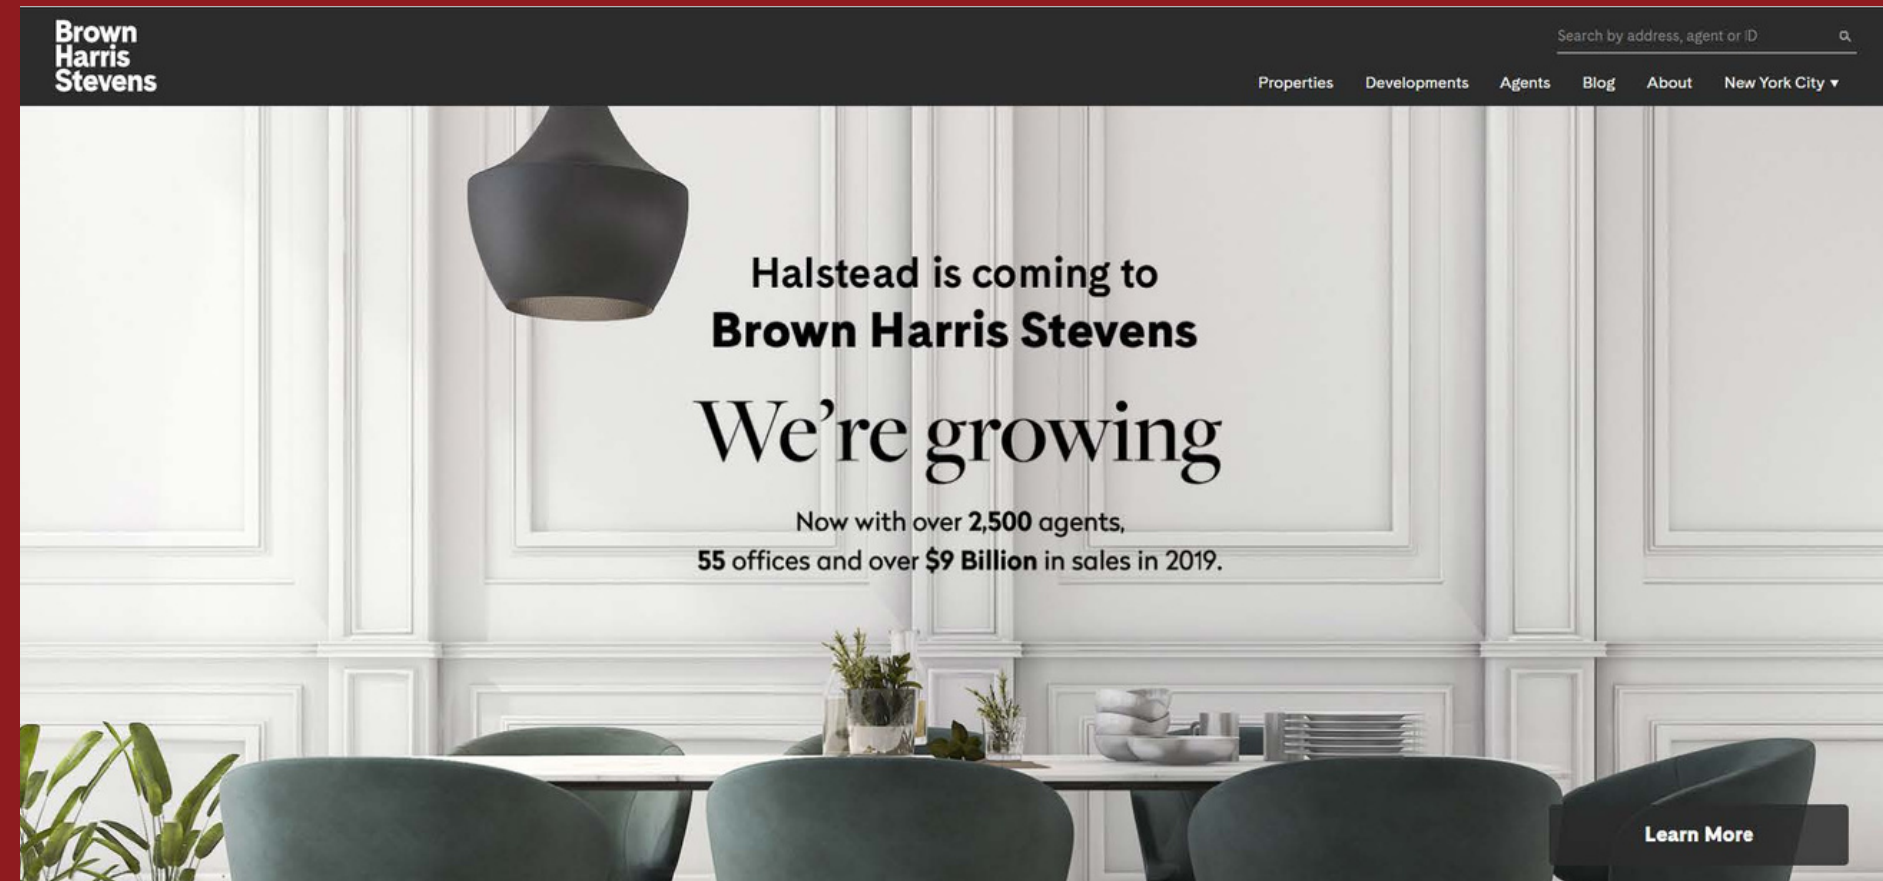 Brown
Harris
Stevens
Search by address, agent or ID
Properties Developments Agents Blog About New York City ▾
Halstead is coming to
Brown Harris Stevens
We're growing
Now with over 2,500 agents,
55 offices and over $9 Billion in sales in 2019.
Learn More